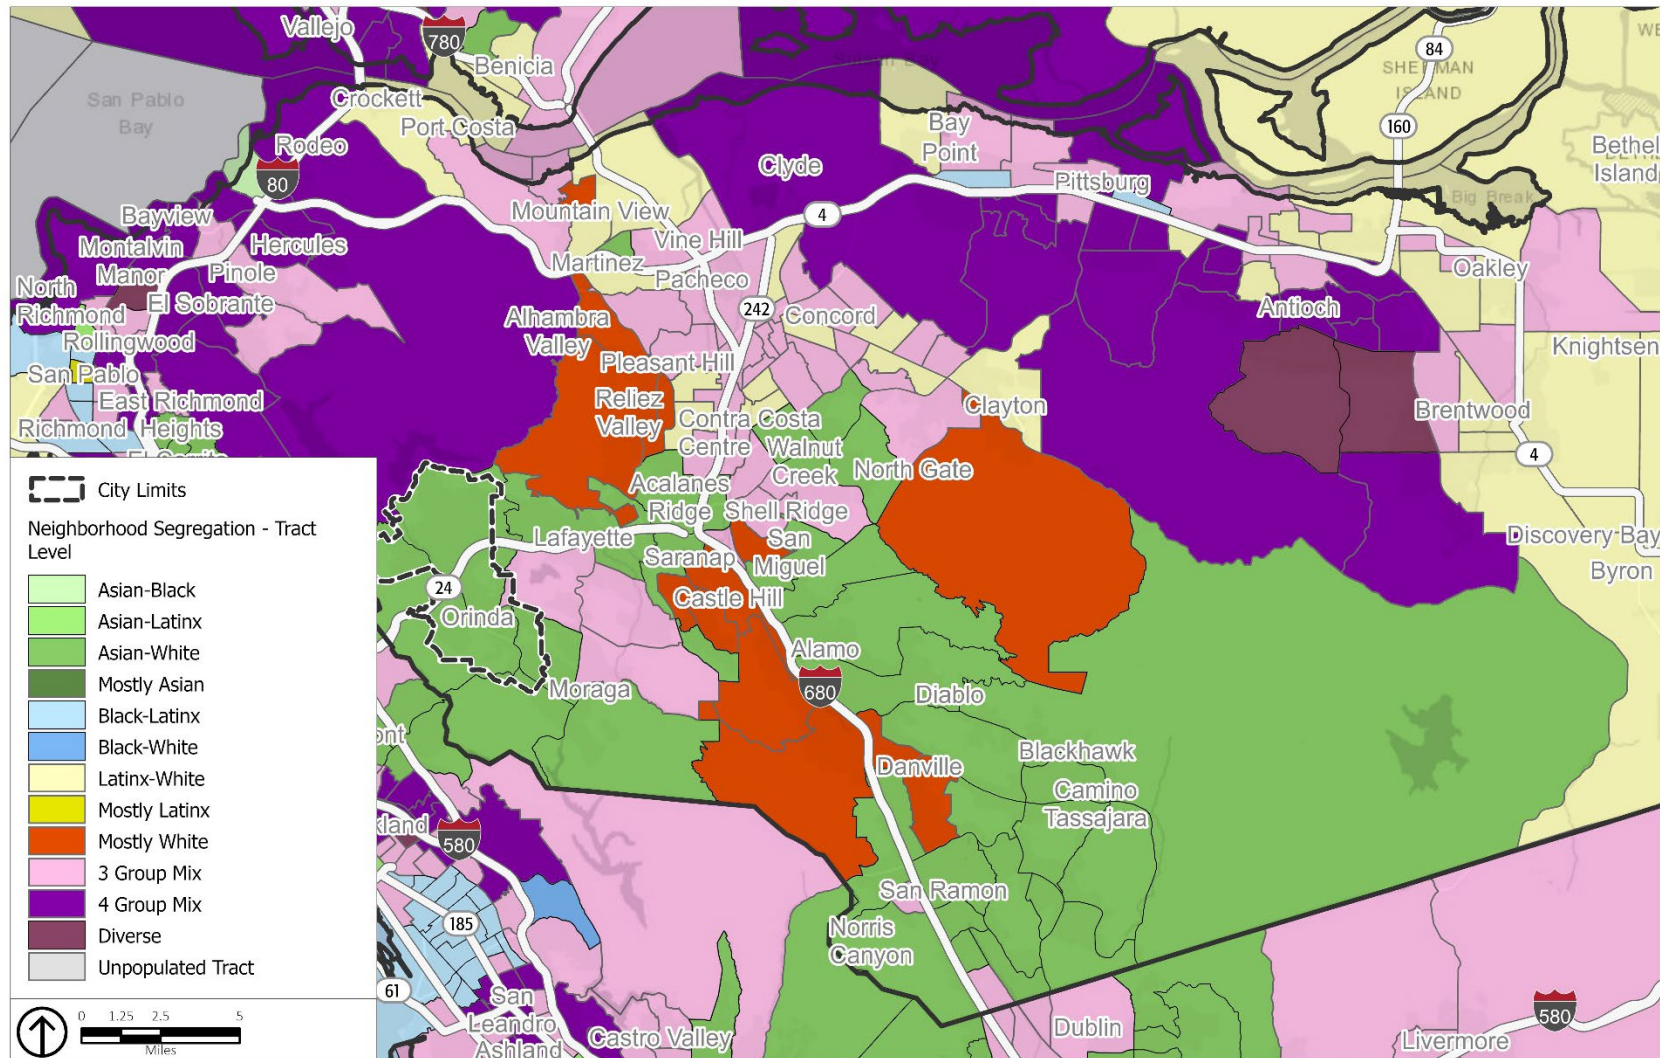 Vallejo
780
Benicia
84
SHERMAN
ISLAND
San Pablo
Bay
Crockett
Port Costa
Rodeo
80
Bay
Point
160
Bethel
Island
Clyde
Pittsburg
Big Break
Bayview
Mountain View
4
Montalvin
Manor
Hercules
Vine Hill
Martinez
Pinole
Pacheco
Oakley
North
Richmond
El Sobrante
Alhambra
Valley
242
Concord
Antioch
Rollingwood
Knightsen
San Pablo
Pleasant Hill
East Richmond
Heights
Richmond
Reliez
Valley
Contra Costa
Centre
Clayton
Brentwood
Walnut
Creek
North Gate
4
Acalanes
Ridge
Shell Ridge
Lafayette
San
Miguel
Saranap
Discovery Bay
Byron
24
Castle Hill
Orinda
Alamo
Moraga
680
Diablo
ont
Blackhawk
Danville
Camino
Tassajara
kland
580
San Ramon
185
Norris
Canyon
61
San
Leandro
Ashland
Castro Valley
Dublin
580
Livermore
City Limits
Neighborhood Segregation - Tract
Level
Asian-Black
Asian-Latinx
Asian-White
Mostly Asian
Black-Latinx
Black-White
Latinx-White
Mostly Latinx
Mostly White
3 Group Mix
4 Group Mix
Diverse
Unpopulated Tract
0 1.25 2.5 5
Miles